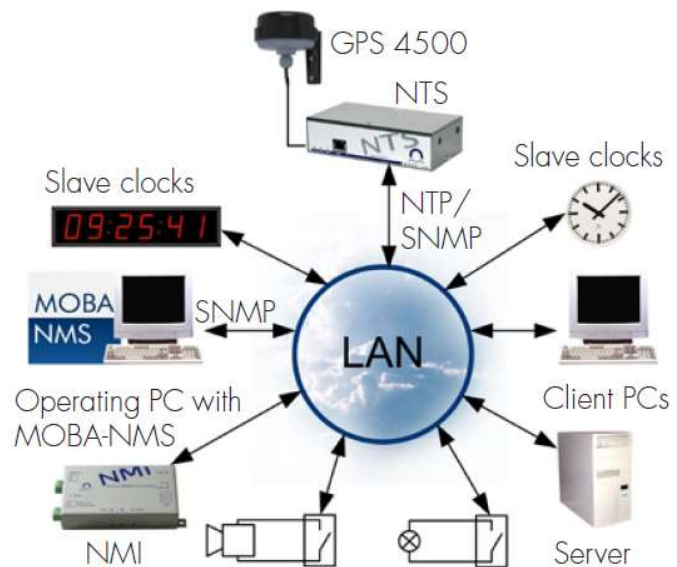 GPS 4500
NTS
NTS
Slave clocks
Slave clocks
09:25:41
NTP/
SNMP
MOBA
NMS
SNMP
LAN
Operating PC with
MOBA-NMS
Client PCs
NMI
NMI
Server